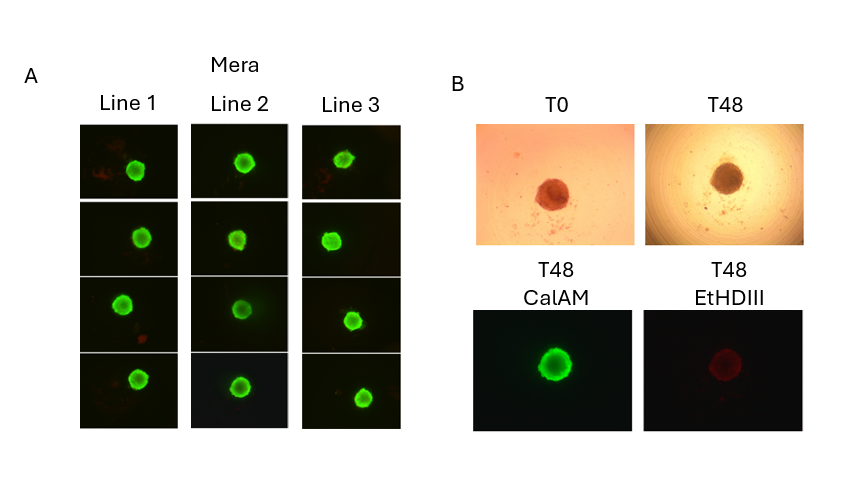 A
Mera
Line 1
Line 2
Line 3
B
T0
T48
T48
CalAM
T48
EtHDIII